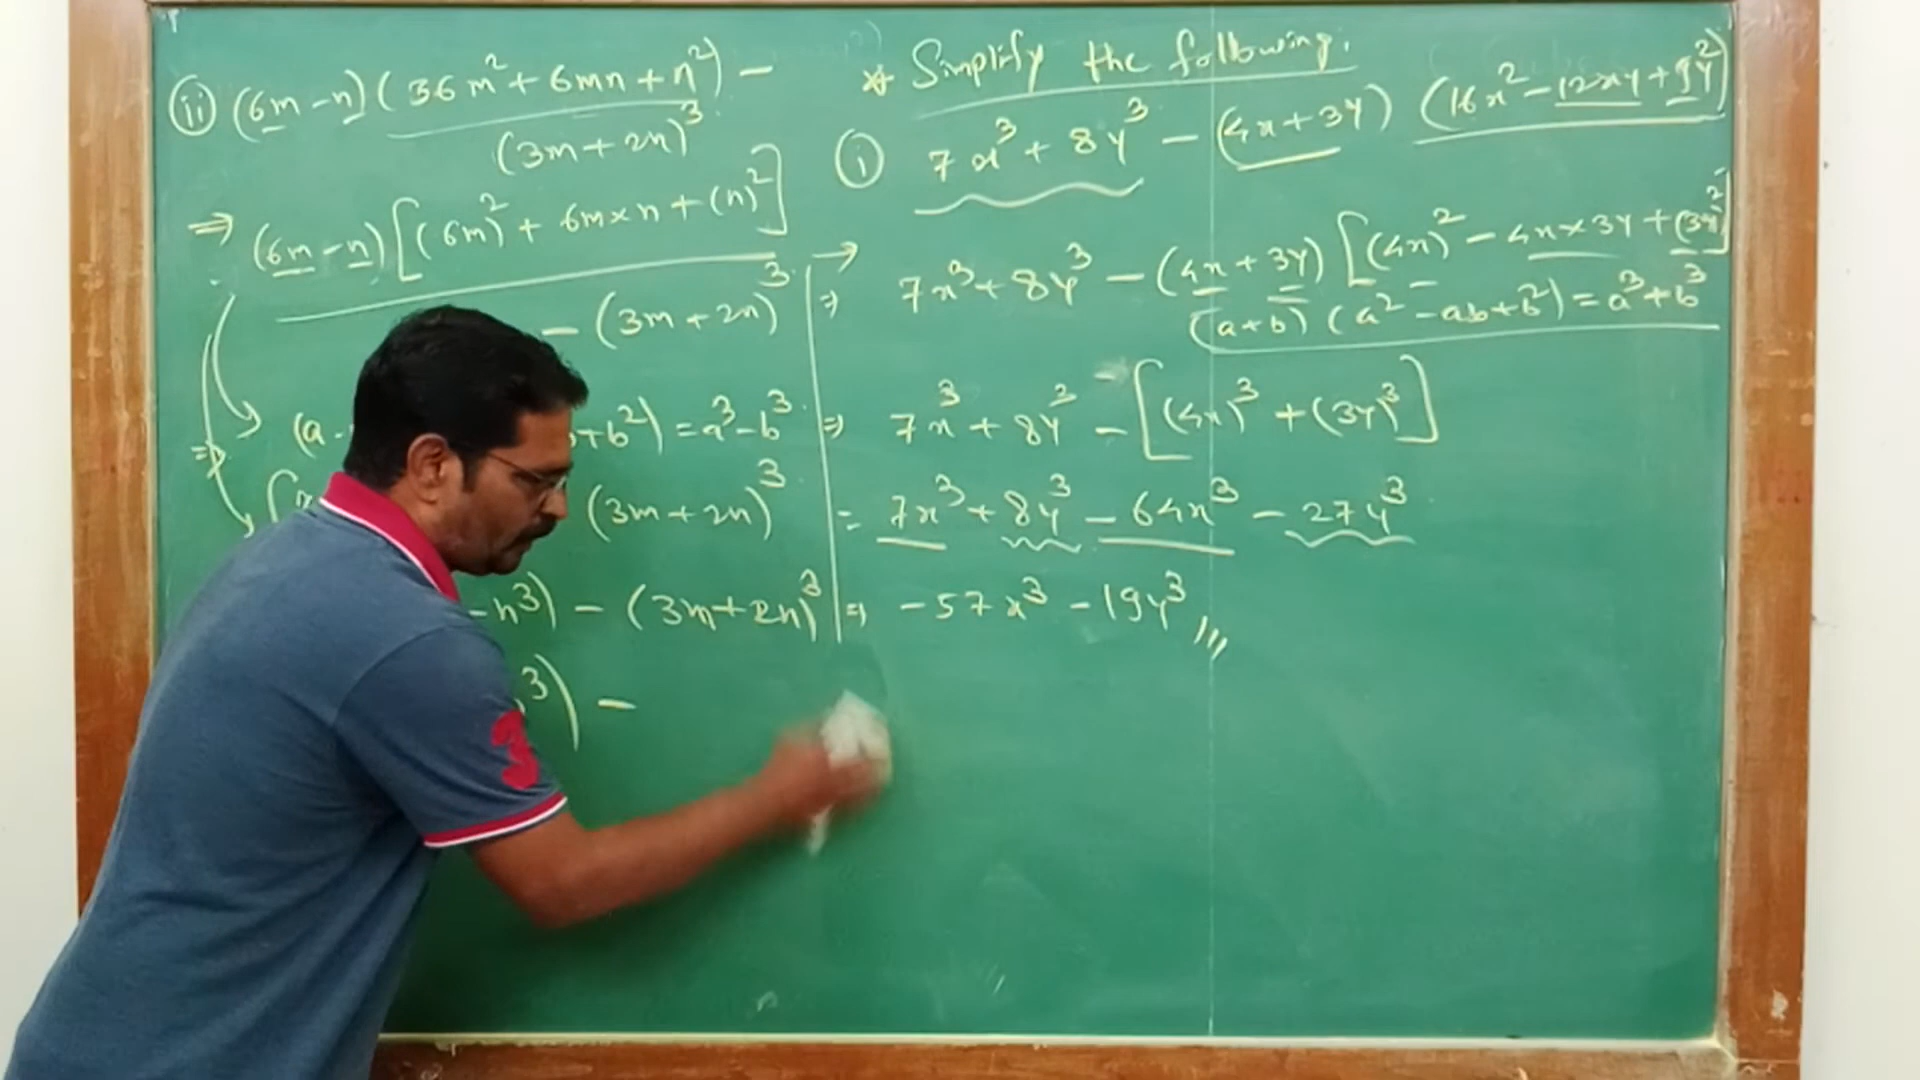 ii (6m - n) (36m² + 6mn + n²) -
(3m + 2n)³
⇒ (6m - n) [(6m)² + 6m × n + (n)²]
- (3m + 2n)³
(a - + b²) = a³ - b³
⇒ (3m + 2n)³
- n³) - (3m + 2n)³
³) -
* Simplify the following.
i 7x³ + 8y³ - (4x + 3y) (16x² - 12xy + 9y²)
⇒ 7x³ + 8y³ - (4x + 3y) [(4x)² - 4x × 3y + (3y)²]
(a + b) (a² - ab + b²) = a³ + b³
⇒ 7x³ + 8y³ - [(4x)³ + (3y)³]
= 7x³ + 8y³ - 64x³ - 27y³
⇒ -57x³ - 19y³
3